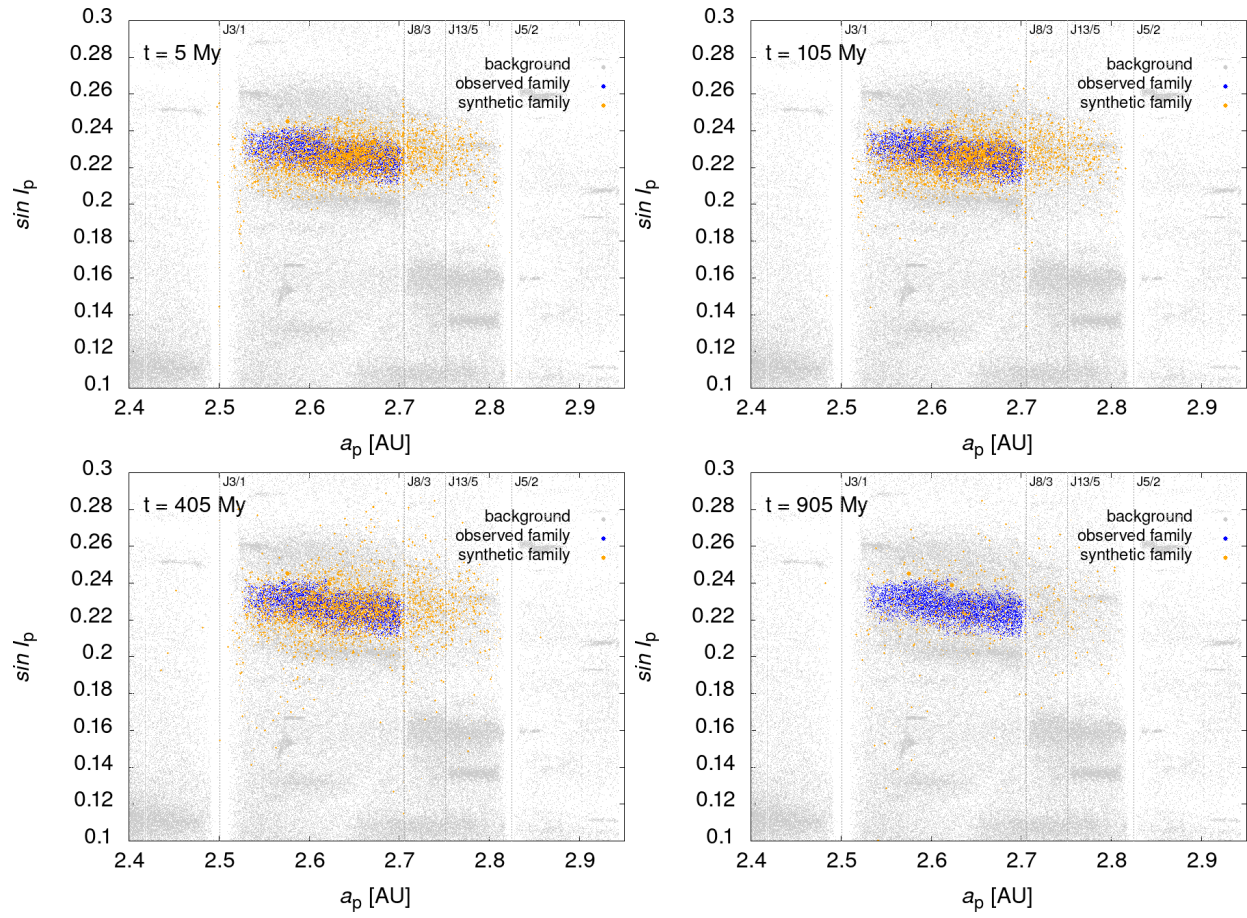 0.3
0.28
0.26
0.24
0.22
0.2
0.18
0.16
0.14
0.12
0.1
sin Ip
t = 5 My
J3/1
J8/3
J13/5
J5/2
background
observed family
synthetic family
2.4
2.5
2.6
2.7
2.8
2.9
ap [AU]
0.3
0.28
0.26
0.24
0.22
0.2
0.18
0.16
0.14
0.12
0.1
sin Ip
t = 105 My
J3/1
J8/3
J13/5
J5/2
background
observed family
synthetic family
2.4
2.5
2.6
2.7
2.8
2.9
ap [AU]
0.3
0.28
0.26
0.24
0.22
0.2
0.18
0.16
0.14
0.12
0.1
sin Ip
t = 405 My
J3/1
J8/3
J13/5
J5/2
background
observed family
synthetic family
2.4
2.5
2.6
2.7
2.8
2.9
ap [AU]
0.3
0.28
0.26
0.24
0.22
0.2
0.18
0.16
0.14
0.12
0.1
sin Ip
t = 905 My
J3/1
J8/3
J13/5
J5/2
background
observed family
synthetic family
2.4
2.5
2.6
2.7
2.8
2.9
ap [AU]